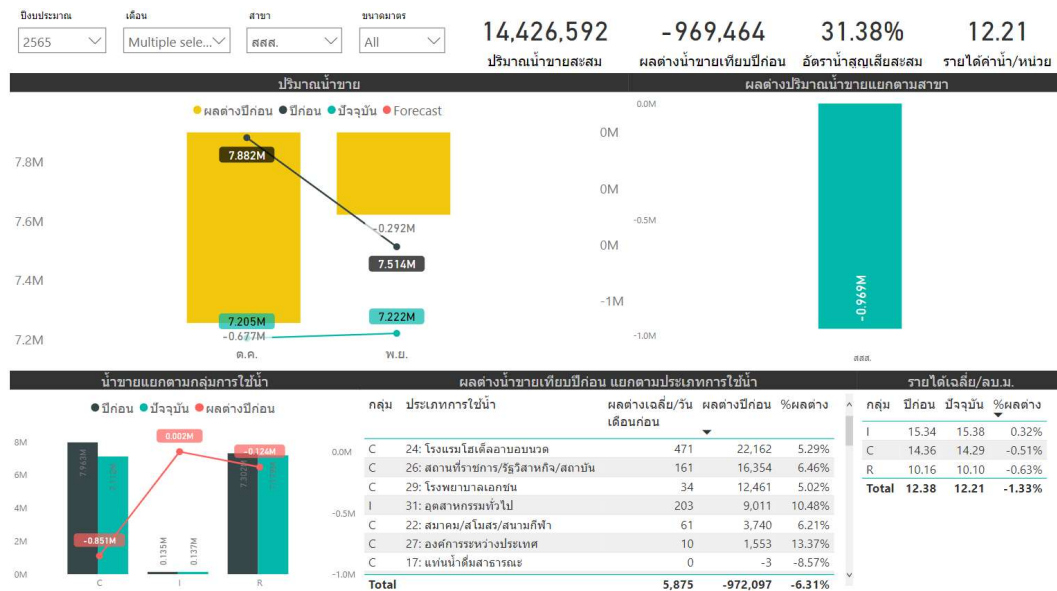 ปีงบประมาณ
เดือน
สาขา
ขนาดมาตร
2565
Multiple sele...
สสส.
All
14,426,592
ปริมาณน้ำขายสะสม
-969,464
ผลต่างน้ำขายเทียบปีก่อน
31.38%
อัตราน้ำสูญเสียสะสม
12.21
รายได้ค่าน้ำ/หน่วย
ปริมาณน้ำขาย
ผลต่างปีก่อน ปีก่อน ปัจจุบัน Forecast
7.8M
7.6M
7.4M
7.2M
7.882M
-0.292M
7.514M
7.205M
-0.677M
7.222M
ต.ค. พ.ย.
0M
0M
0M
-1M
ผลต่างปริมาณน้ำขายแยกตามสาขา
0.0M
-0.5M
-1.0M
-0.969M
สสส.
น้ำขายแยกตามกลุ่มการใช้น้ำ
ปีก่อน ปัจจุบัน ผลต่างปีก่อน
8M
6M
4M
2M
0M
7.963M
-0.851M
0.002M
0.135M
0.137M
-0.124M
7.302M
C I R
0.0M
-0.5M
-1.0M
ผลต่างน้ำขายเทียบปีก่อน แยกตามประเภทการใช้น้ำ
กลุ่ม ประเภทการใช้น้ำ ผลต่างเฉลี่ย/วัน ผลต่างปีก่อน %ผลต่าง
เดือนก่อน
C 24: โรงแรมโฮเต็ลอาบอบนวด 471 22,162 5.29%
C 26: สถานที่ราชการ/รัฐวิสาหกิจ/สถาบัน 161 16,354 6.46%
C 29: โรงพยาบาลเอกชน 34 12,461 5.02%
I 31: อุตสาหกรรมทั่วไป 203 9,011 10.48%
C 22: สมาคม/สโมสร/สนามกีฬา 61 3,740 6.21%
C 27: องค์การระหว่างประเทศ 10 1,553 13.37%
C 17: แท่นน้ำดื่มสาธารณะ 0 -3 -8.57%
Total 5,875 -972,097 -6.31%
รายได้เฉลี่ย/ลบ.ม.
กลุ่ม ปีก่อน ปัจจุบัน %ผลต่าง
I 15.34 15.38 0.32%
C 14.36 14.29 -0.51%
R 10.16 10.10 -0.63%
Total 12.38 12.21 -1.33%